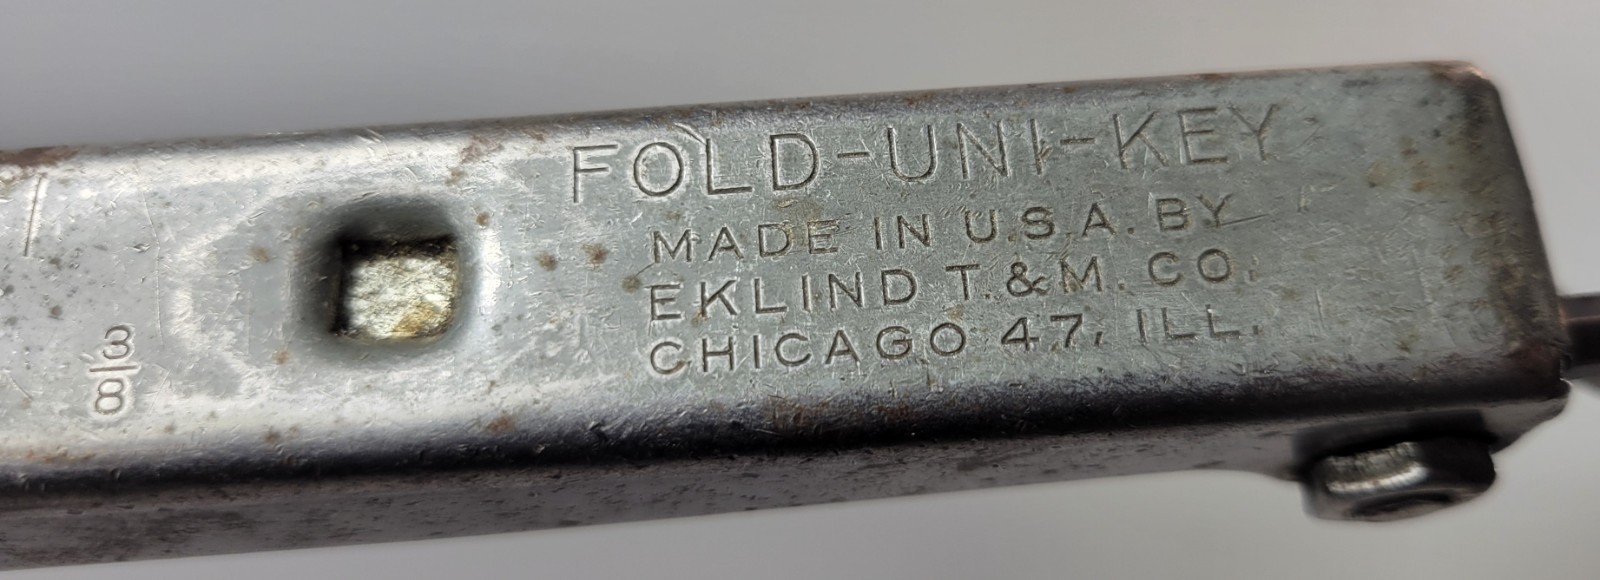 FOLD-UNI-KEY
MADE IN U.S.A. BY
EKLIND T. & M. CO.
CHICAGO 47, ILL.
3/8